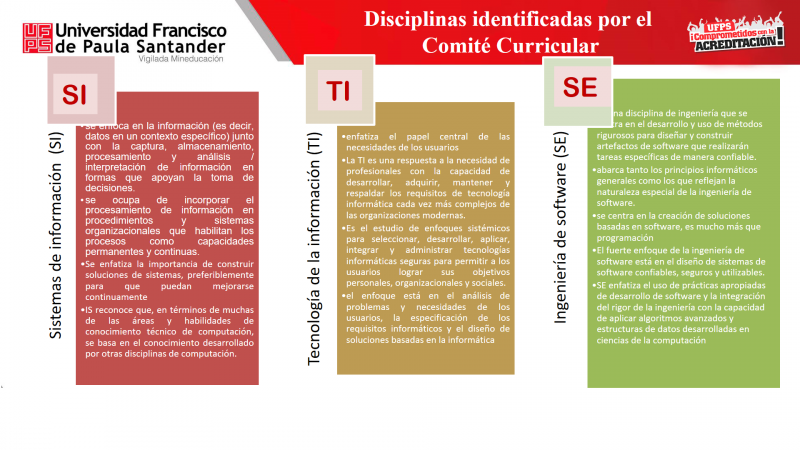 UFPS
Universidad Francisco
de Paula Santander
Vigilada Mineducación
Disciplinas identificadas por el
Comité Curricular
UFPS
¡Comprometidos con la
ACREDITACIÓN!
SI
Sistemas de información (SI)
•se enfoca en la información (es decir,
datos en un contexto específico) junto
con la captura, almacenamiento,
procesamiento y análisis /
interpretación de información en
formas que apoyan la toma de
decisiones.
•se ocupa de incorporar el
procesamiento de información en
procedimientos y sistemas
organizacionales que habilitan los
procesos como capacidades
permanentes y continuas.
•Se enfatiza la importancia de construir
soluciones de sistemas, preferiblemente
para que puedan mejorarse
continuamente
•IS reconoce que, en términos de muchas
de las áreas y habilidades de
conocimiento técnico de computación,
se basa en el conocimiento desarrollado
por otras disciplinas de computación.
TI
Tecnología de la información (TI)
•enfatiza el papel central de las
necesidades de los usuarios
•La TI es una respuesta a la necesidad de
profesionales con la capacidad de
desarrollar, adquirir, mantener y
respaldar los requisitos de tecnología
informática cada vez más complejos de
las organizaciones modernas.
•Es el estudio de enfoques sistémicos
para seleccionar, desarrollar, aplicar,
integrar y administrar tecnologías
informáticas seguras para permitir a los
usuarios lograr sus objetivos
personales, organizacionales y sociales.
•el enfoque está en el análisis de
problemas y necesidades de los
usuarios, la especificación de los
requisitos informáticos y el diseño de
soluciones basadas en la informática
SE
Ingeniería de software (SE)
na disciplina de ingeniería que se
en el desarrollo y uso de métodos
rigurosos para diseñar y construir
artefactos de software que realizarán
tareas específicas de manera confiable.
•abarca tanto los principios informáticos
generales como los que reflejan la
naturaleza especial de la ingeniería de
software.
•se centra en la creación de soluciones
basadas en software, es mucho más que
programación
•El fuerte enfoque de la ingeniería de
software está en el diseño de sistemas de
software confiables, seguros y utilizables.
•SE enfatiza el uso de prácticas apropiadas
de desarrollo de software y la integración
del rigor de la ingeniería con la capacidad
de aplicar algoritmos avanzados y
estructuras de datos desarrolladas en
ciencias de la computación
.